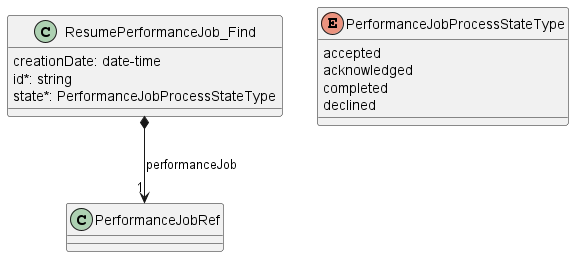 C ResumePerformanceJob_Find
creationDate: date-time
id*: string
state*: PerformanceJobProcessStateType
E PerformanceJobProcessStateType
accepted
acknowledged
completed
declined
performanceJob
1
C PerformanceJobRef